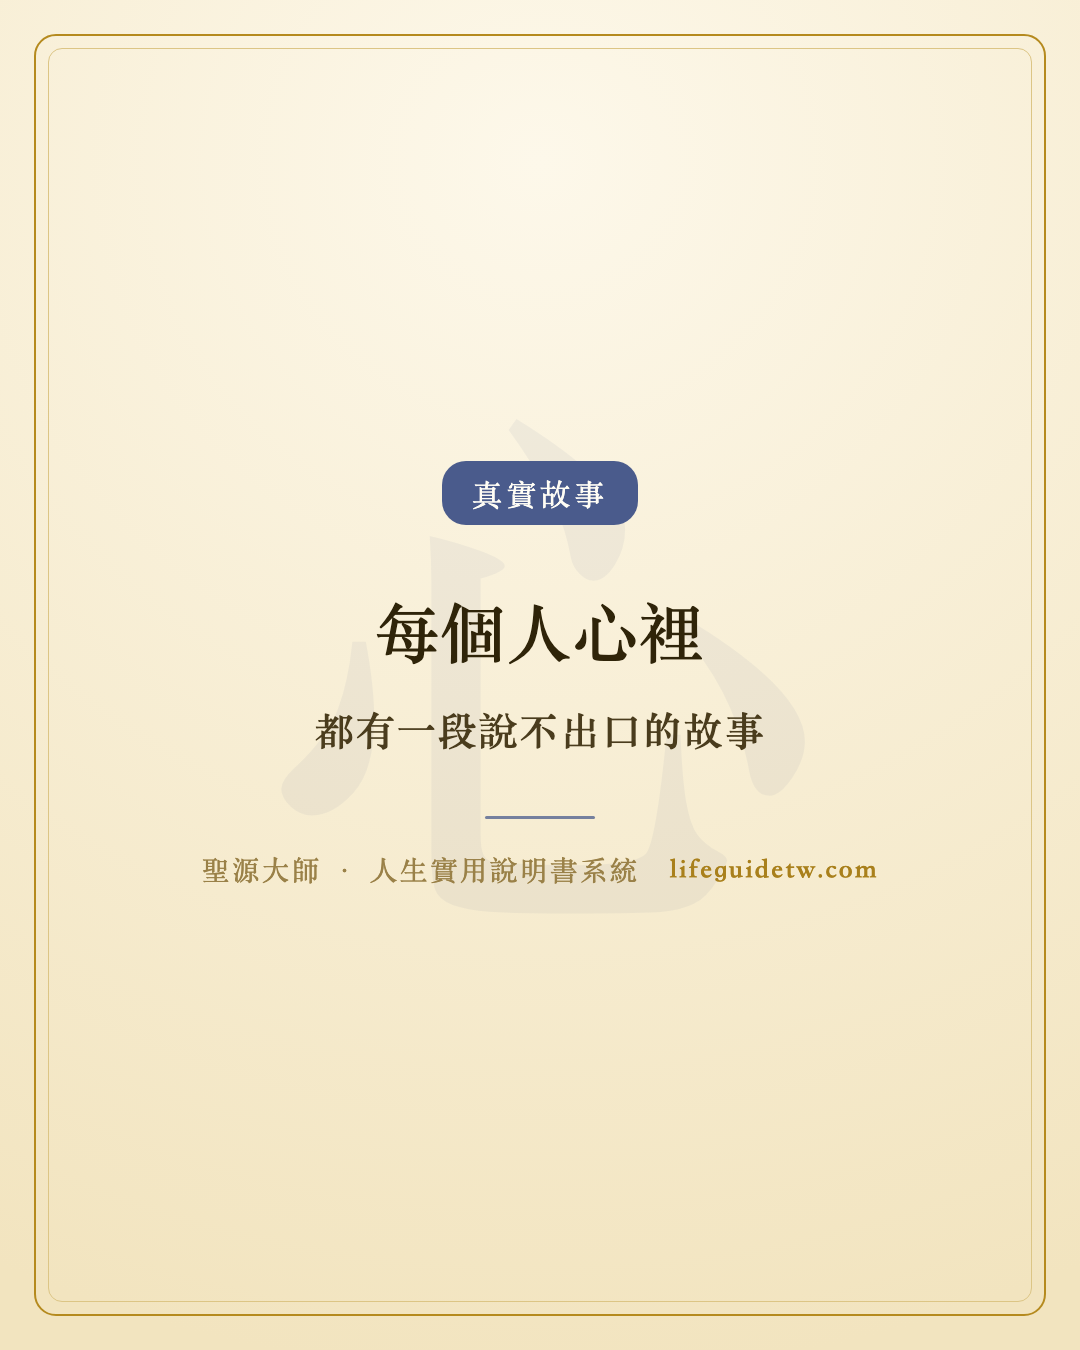 真實故事
每個人心裡
都有一段說不出口的故事
聖源大師 · 人生實用說明書系統 lifeguidetw.com
心